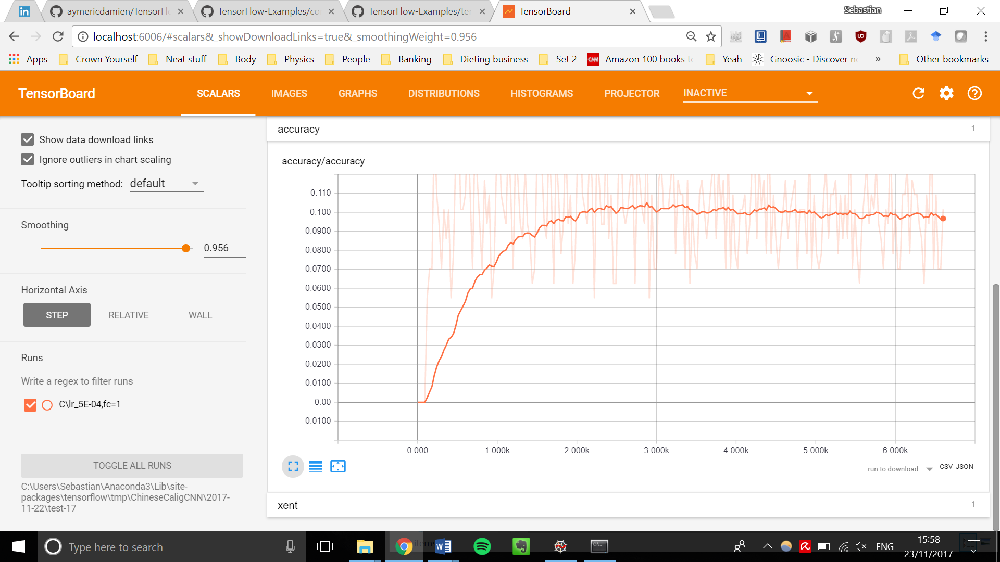 aymericdamien/TensorFl
TensorFlow-Examples/co
TensorFlow-Examples/te
TensorBoard
Sebastian
localhost:6006/#scalars&_showDownloadLinks=true&_smoothingWeight=0.956
Apps
Crown Yourself
Neat stuff
Body
Physics
People
Banking
Dieting business
Set 2
CNN
Amazon 100 books to
Yeah
Gnoosic - Discover ne
»
Other bookmarks
TensorBoard
SCALARS
IMAGES
GRAPHS
DISTRIBUTIONS
HISTOGRAMS
PROJECTOR
INACTIVE
Show data download links
Ignore outliers in chart scaling
Tooltip sorting method: default
Smoothing
0.956
Horizontal Axis
STEP
RELATIVE
WALL
Runs
Write a regex to filter runs
C\lr_5E-04,fc=1
TOGGLE ALL RUNS
C:\Users\Sebastian\Anaconda3\Lib\site-
packages\tensorflow\tmp\ChineseCaligCNN\2017-
11-22\test-17
accuracy
1
accuracy/accuracy
0.110
0.100
0.0900
0.0800
0.0700
0.0600
0.0500
0.0400
0.0300
0.0200
0.0100
0.00
-0.0100
0.000
1.000k
2.000k
3.000k
4.000k
5.000k
6.000k
run to download
CSV JSON
xent
1
Type here to search
items
ENG
15:58
23/11/2017